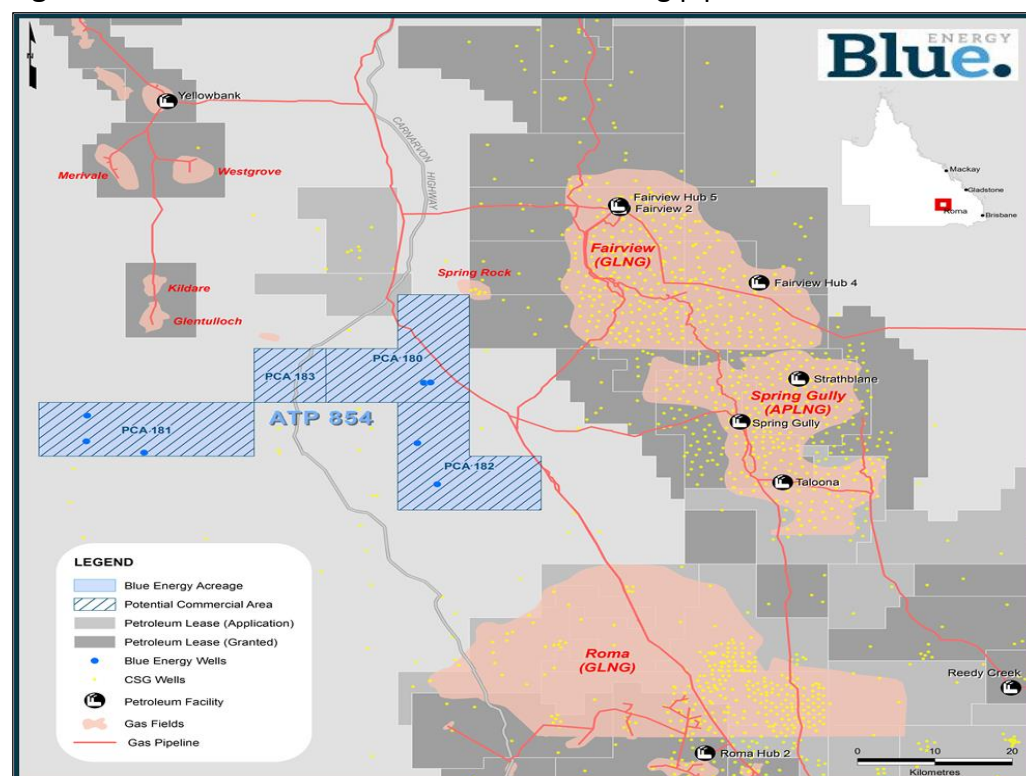 ENERGY
Blue.
Yellowbank
CARNARVON HIGHWAY
Merivale
Westgrove
Mackay
Gladstone
Roma
Brisbane
Fairview Hub 5
Fairview 2
Fairview
(GLNG)
Spring Rock
Fairview Hub 4
Kildare
Glentulloch
PCA 180
PCA 183
Strathblane
Spring Gully
(APLNG)
ATP 854
PCA 181
Spring Gully
PCA 182
Taloona
LEGEND
Blue Energy Acreage
Potential Commercial Area
Petroleum Lease (Application)
Petroleum Lease (Granted)
Blue Energy Wells
CSG Wells
Petroleum Facility
Gas Fields
Gas Pipeline
Roma
(GLNG)
Reedy Creek
Roma Hub 2
0 10 20
Kilometres